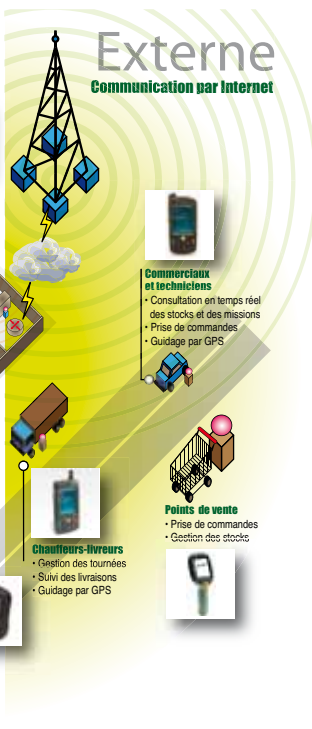 Externe
Communication par Internet
Commerciaux
et techniciens
• Consultation en temps réel
des stocks et des missions
• Prise de commandes
• Guidage par GPS
Points de vente
• Prise de commandes
• Gestion des stocks
Chauffeurs-livreurs
• Gestion des tournées
• Suivi des livraisons
• Guidage par GPS